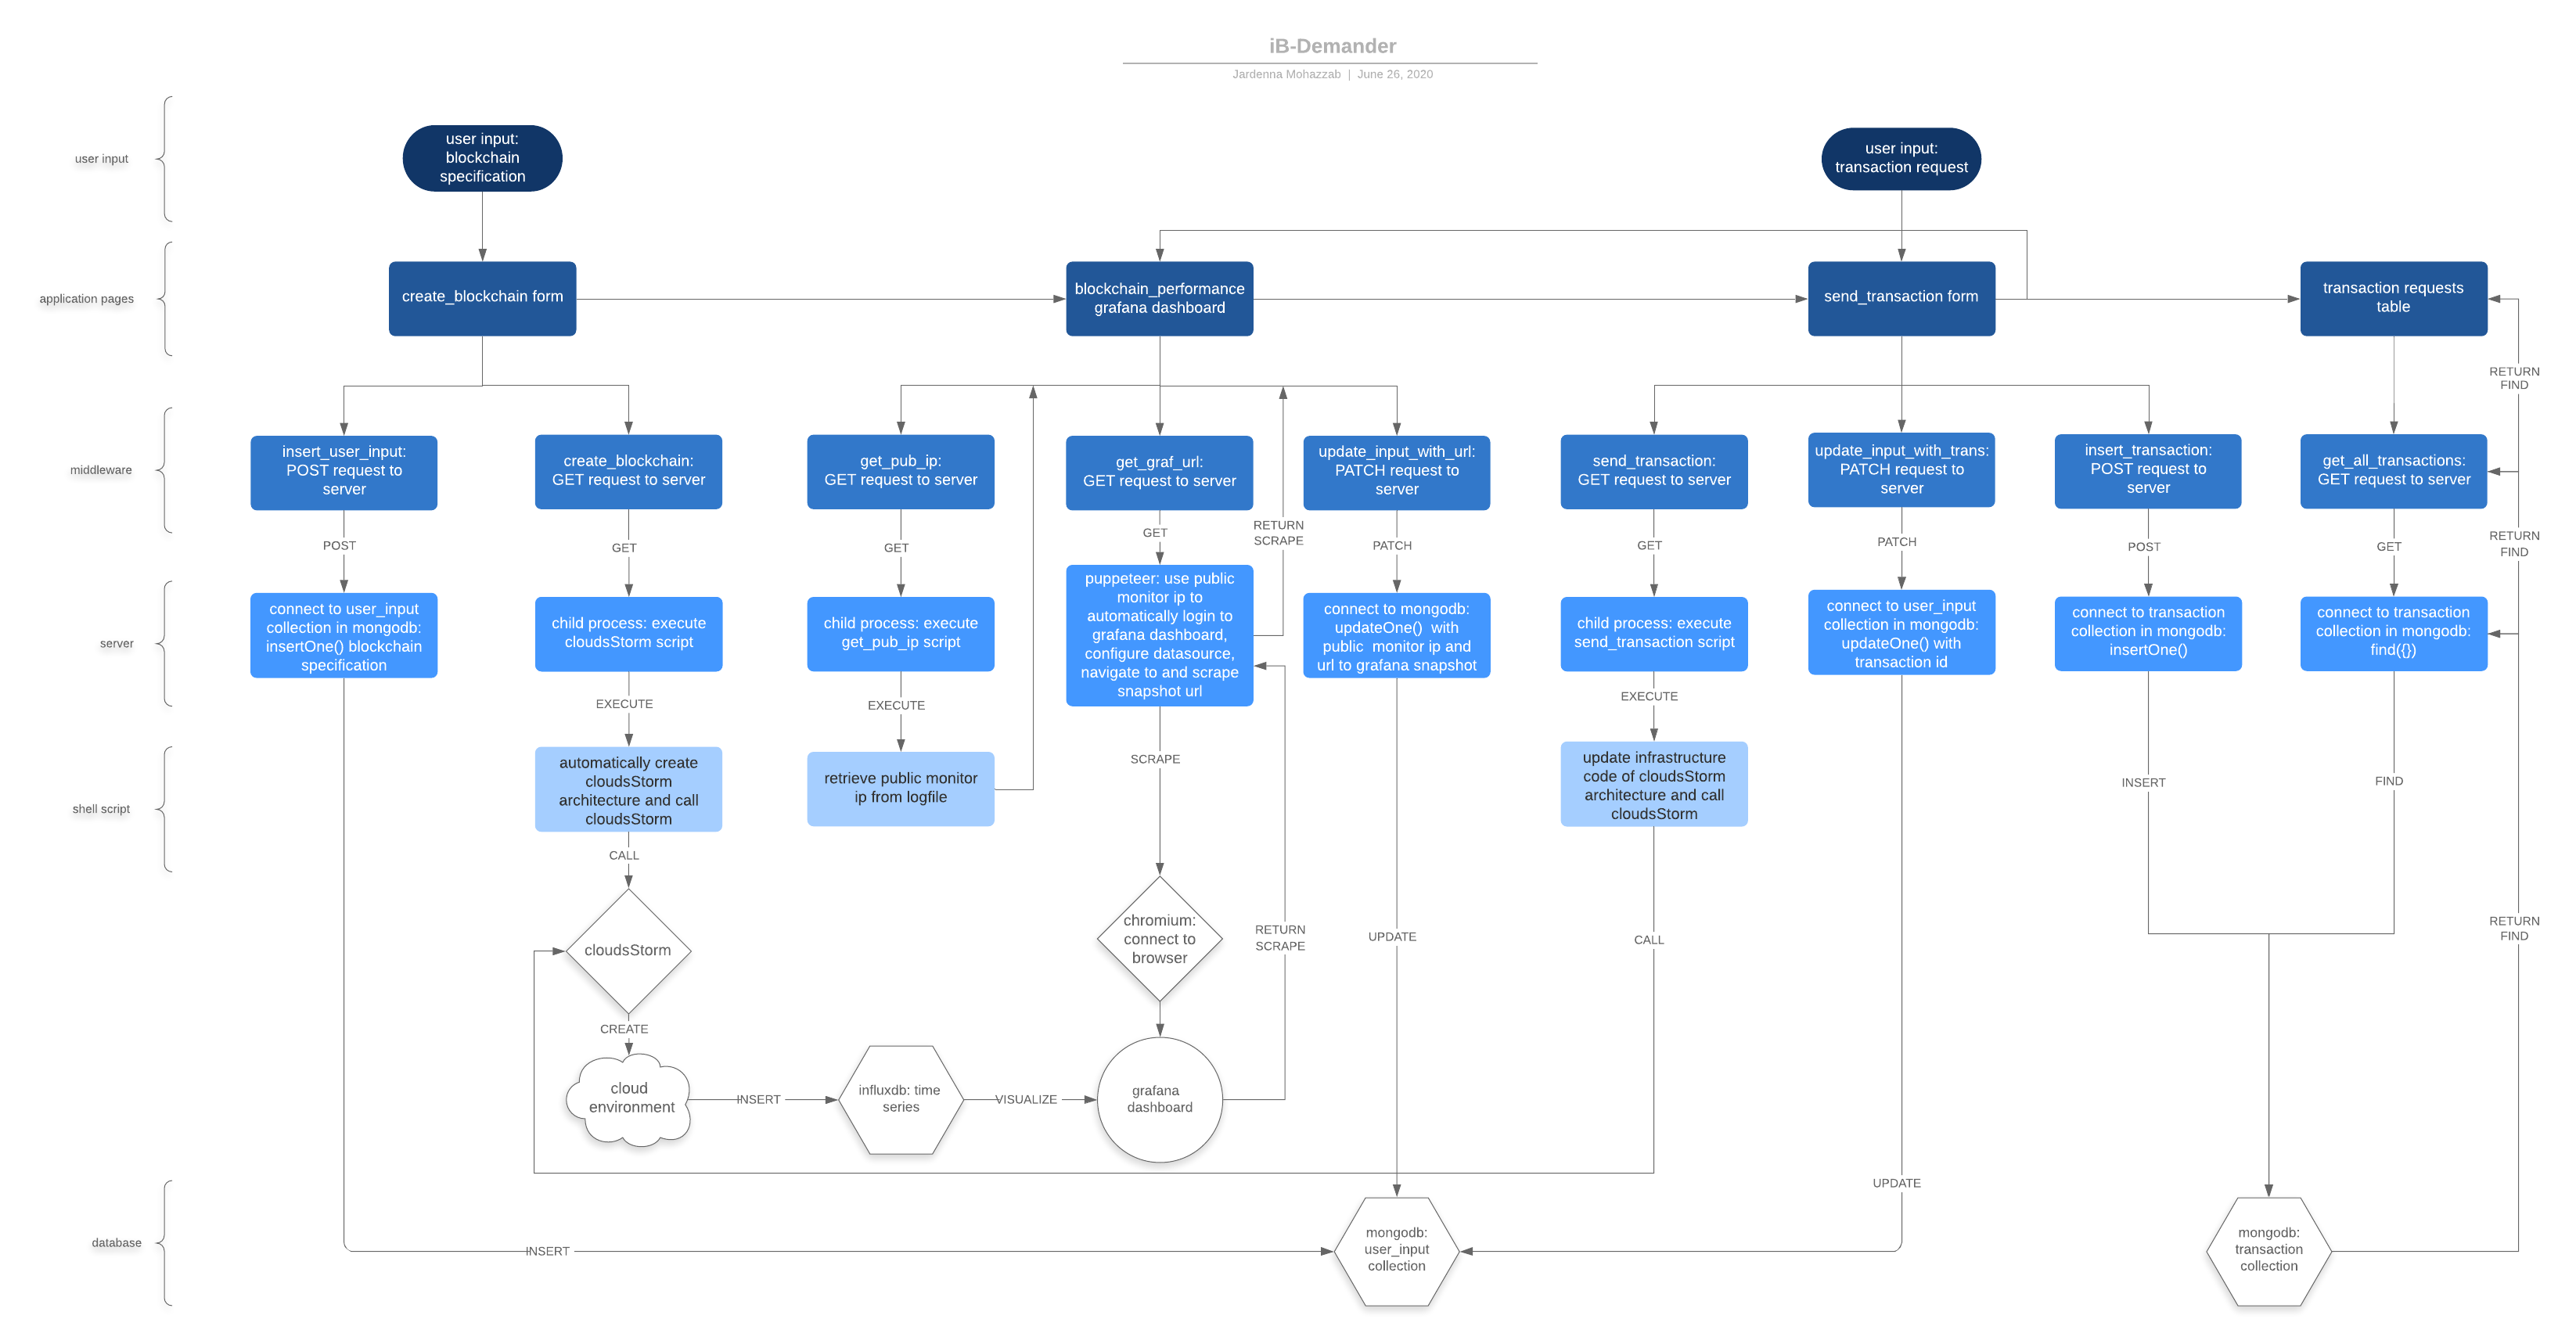 iB-Demander
Jardenna Mohazzab | June 26, 2020
user input
user input:
blockchain
specification
user input:
transaction request
application pages
create_blockchain form
blockchain_performance
grafana dashboard
send_transaction form
transaction requests
table
RETURN
FIND
middleware
insert_user_input:
POST request to
server
create_blockchain:
GET request to server
get_pub_ip:
GET request to server
get_graf_url:
GET request to server
update_input_with_url:
PATCH request to
server
send_transaction:
GET request to server
update_input_with_trans:
PATCH request to
server
insert_transaction:
POST request to
server
get_all_transactions:
GET request to server
POST
GET
GET
GET
RETURN
SCRAPE
PATCH
GET
PATCH
POST
GET
RETURN
FIND
server
connect to user_input
collection in mongodb:
insertOne() blockchain
specification
child process: execute
cloudsStorm script
child process: execute
get_pub_ip script
puppeteer: use public
monitor ip to
automatically login to
grafana dashboard,
configure datasource,
navigate to and scrape
snapshot url
connect to mongodb:
updateOne() with
public monitor ip and
url to grafana snapshot
child process: execute
send_transaction script
connect to user_input
collection in mongodb:
updateOne() with
transaction id
connect to transaction
collection in mongodb:
insertOne()
connect to transaction
collection in mongodb:
find({})
EXECUTE
EXECUTE
EXECUTE
shell script
automatically create
cloudsStorm
architecture and call
cloudsStorm
retrieve public monitor
ip from logfile
SCRAPE
update infrastructure
code of cloudsStorm
architecture and call
cloudsStorm
INSERT
FIND
CALL
cloudsStorm
chromium:
connect to
browser
RETURN
SCRAPE
UPDATE
CALL
RETURN
FIND
CREATE
cloud
environment
INSERT
influxdb: time
series
VISUALIZE
grafana
dashboard
UPDATE
database
INSERT
mongodb:
user_input
collection
mongodb:
transaction
collection